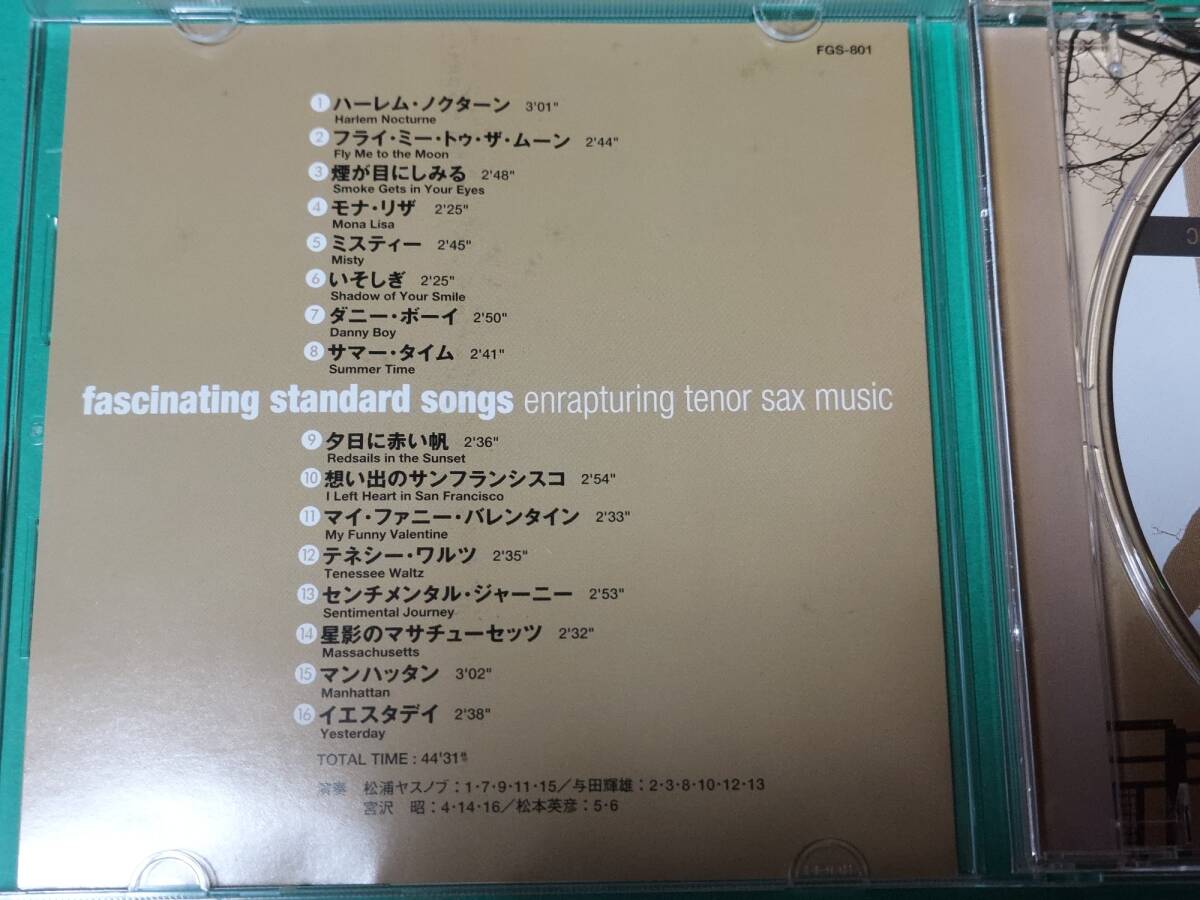 FGS-801
1 ハーレム・ノクターン 3'01"
Harlem Nocturne
2 フライ・ミー・トゥ・ザ・ムーン 2'44"
Fly Me to the Moon
3 煙が目にしみる 2'48"
Smoke Gets in Your Eyes
4 モナ・リザ 2'25"
Mona Lisa
5 ミスティー 2'45"
Misty
6 いそしぎ 2'25"
Shadow of Your Smile
7 ダニー・ボーイ 2'50"
Danny Boy
8 サマー・タイム 2'41"
Summer Time
fascinating standard songs enrapturing tenor sax music
9 夕日に赤い帆 2'36"
Redsails in the Sunset
10 想い出のサンフランシスコ 2'54"
I Left Heart in San Francisco
11 マイ・ファニー・バレンタイン 2'33"
My Funny Valentine
12 テネシー・ワルツ 2'35"
Tenessee Waltz
13 センチメンタル・ジャーニー 2'53"
Sentimental Journey
14 星影のマサチューセッツ 2'32"
Massachusetts
15 マンハッタン 3'02"
Manhattan
16 イエスタデイ 2'38"
Yesterday
TOTAL TIME : 44'31"
演奏 松浦ヤスノブ：1・7・9・11・15／与田輝雄：2・3・8・10・12・13
宮沢 昭：4・14・16／松本英彦：5・6